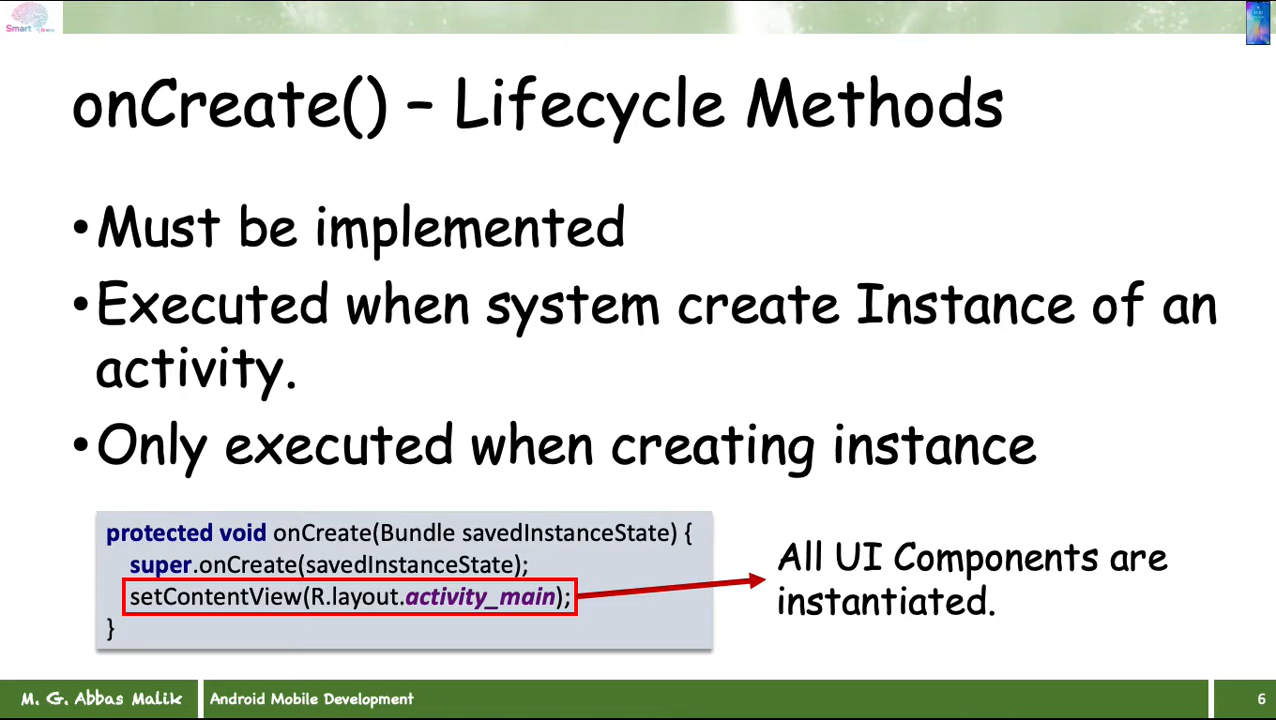 Smart Brain
onCreate() – Lifecycle Methods
•Must be implemented
•Executed when system create Instance of an
activity.
•Only executed when creating instance
protected void onCreate(Bundle savedInstanceState) {
super.onCreate(savedInstanceState);
setContentView(R.layout.activity_main);
}
All UI Components are
instantiated.
M. G. Abbas Malik
Android Mobile Development
6